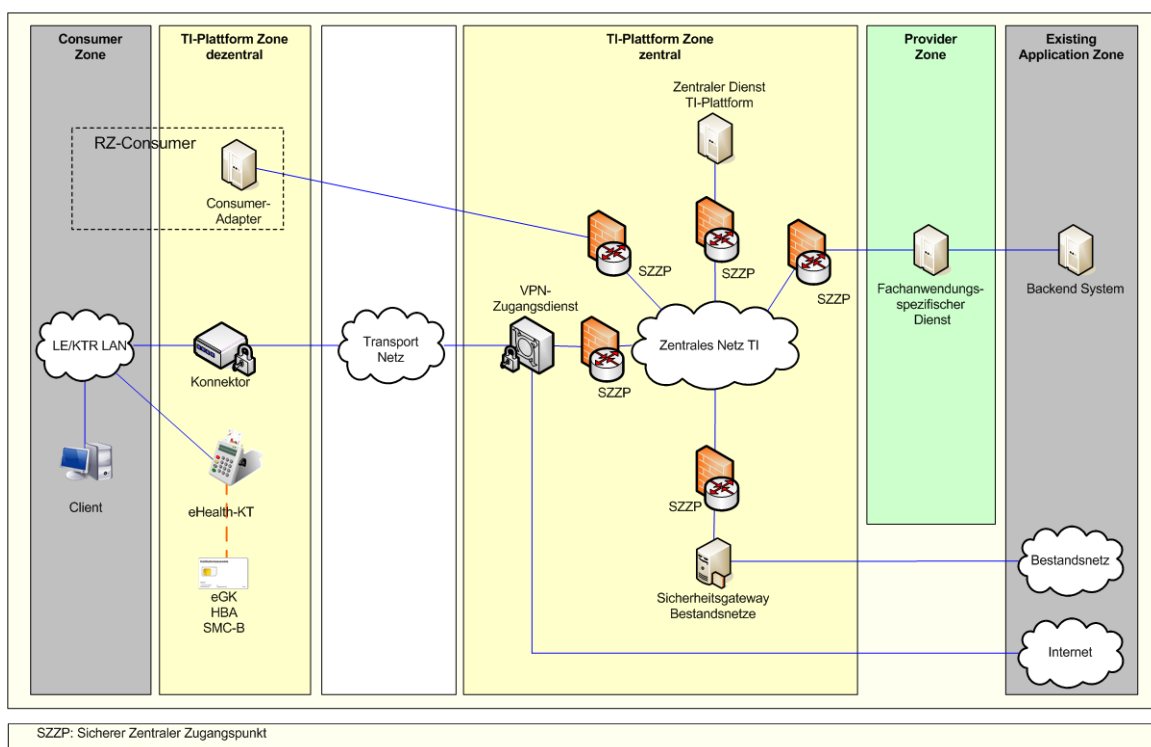 Consumer
Zone
TI-Plattform Zone
dezentral
TI-Plattform Zone
zentral
Provider
Zone
Existing
Application Zone
RZ-Consumer
Consumer-
Adapter
Zentraler Dienst
TI-Plattform
SZZP
SZZP
SZZP
VPN-
Zugangsdienst
Fachanwendungs-
spezifischer
Dienst
Backend System
LE/KTR LAN
Konnektor
Transport
Netz
SZZP
Zentrales Netz TI
Client
eHealth-KT
SZZP
eGK
HBA
SMC-B
Sicherheitsgateway
Bestandsnetze
Bestandsnetz
Internet
SZZP: Sicherer Zentraler Zugangspunkt